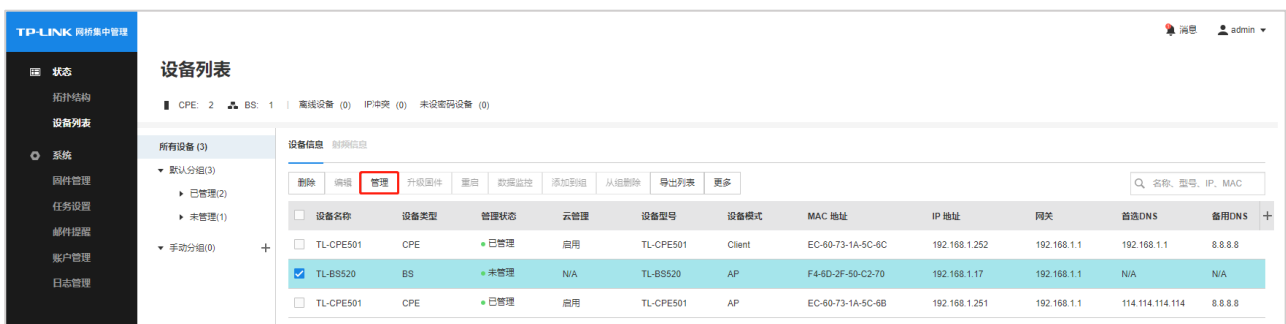 TP-LINK 网桥集中管理
消息 admin
状态
拓扑结构
设备列表
系统
固件管理
任务设置
邮件提醒
账户管理
日志管理
设备列表
CPE: 2 BS: 1 | 离线设备 (0) IP冲突 (0) 未设密码设备 (0)
所有设备 (3)
默认分组(3)
已管理(2)
未管理(1)
手动分组(0) +
设备信息 射频信息
删除 编辑 管理 升级固件 重启 数据监控 添加到组 从组删除 导出列表 更多
名称、型号、IP、MAC
设备名称 设备类型 管理状态 云管理 设备型号 设备模式 MAC 地址 IP 地址 网关 首选DNS 备用DNS +
TL-CPE501 CPE 已管理 启用 TL-CPE501 Client EC-60-73-1A-5C-6C 192.168.1.252 192.168.1.1 192.168.1.1 8.8.8.8
TL-BS520 BS 未管理 N/A TL-BS520 AP F4-6D-2F-50-C2-70 192.168.1.17 192.168.1.1 N/A N/A
TL-CPE501 CPE 已管理 启用 TL-CPE501 AP EC-60-73-1A-5C-6B 192.168.1.251 192.168.1.1 114.114.114.114 8.8.8.8